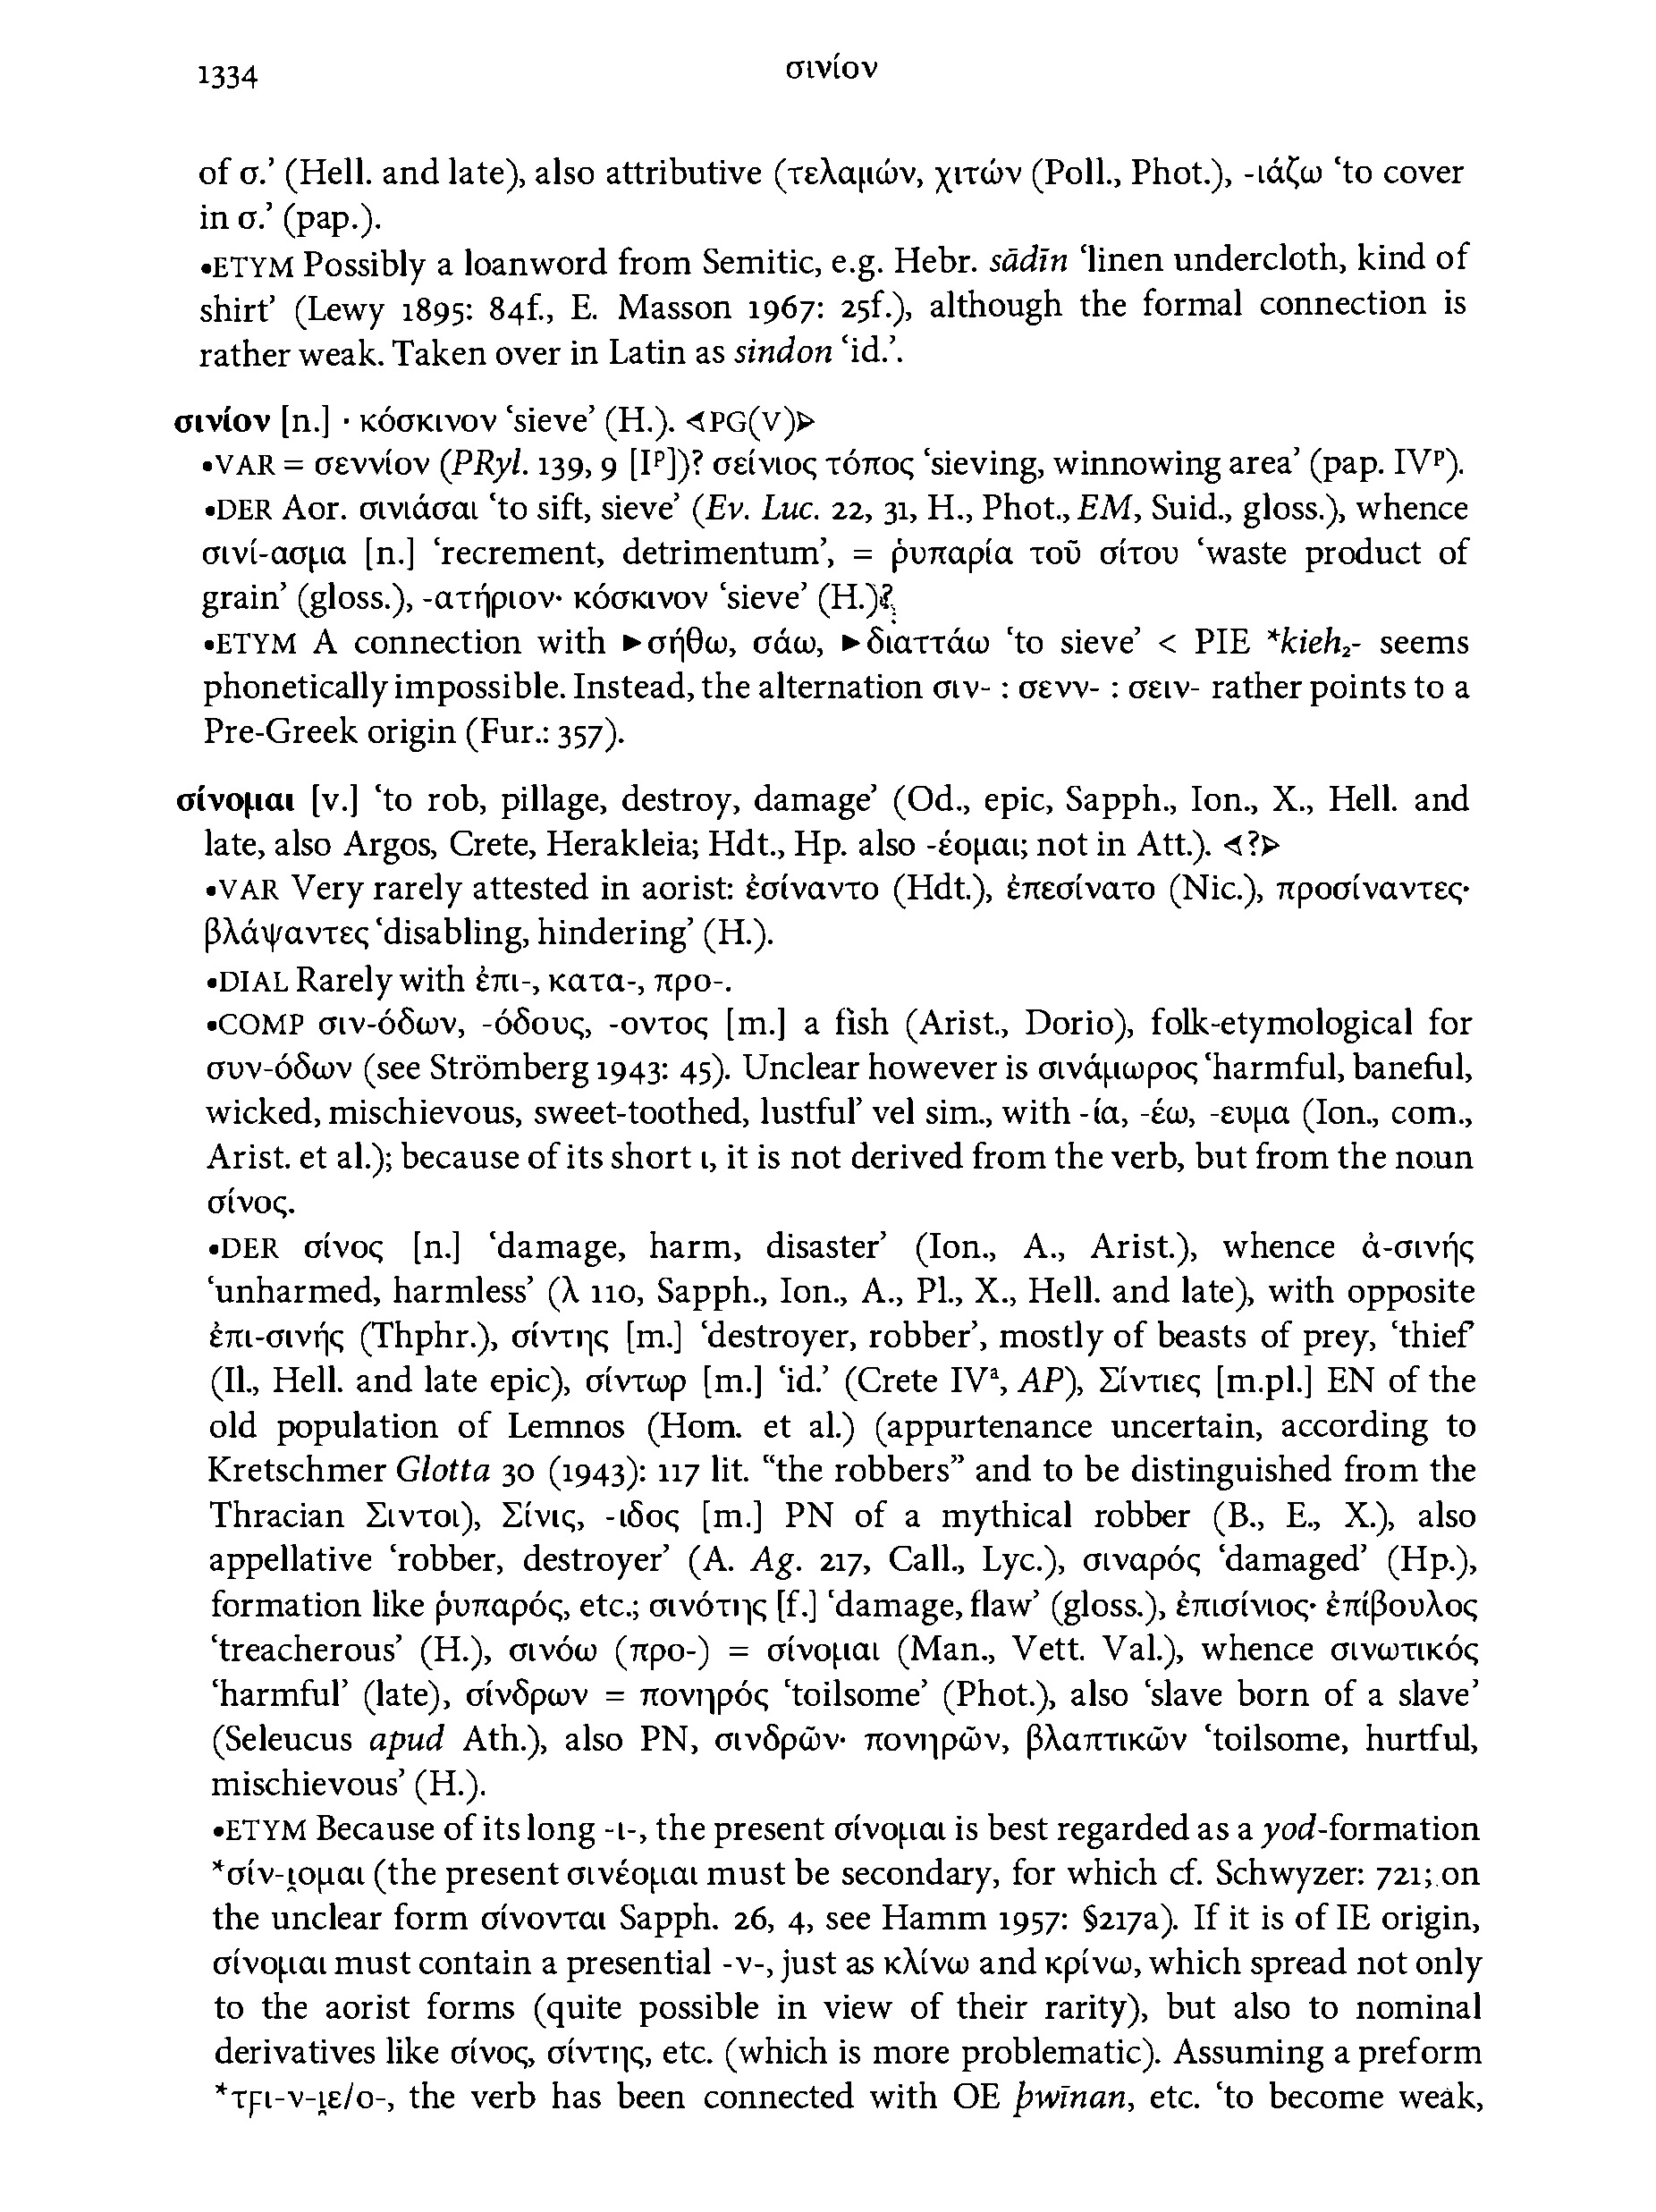 1334
σινίον
of σ.’ (Hell. and late), also attributive (τελαμών, χιτών (Poll., Phot.), -ιάζω ‘to cover
in σ.’ (pap.).
•ETYM Possibly a loanword from Semitic, e.g. Hebr. sādīn ‘linen undercloth, kind of
shirt’ (Lewy 1895: 84f., E. Masson 1967: 25f.), although the formal connection is
rather weak. Taken over in Latin as sindon ‘id.’.
σινίον [n.] · κόσκινον ‘sieve’ (H.). ⊲PG(V)⊳
•VAR = σεννίον (PRyl. 139, 9 [Iᵖ])? σείνιος τόπος ‘sieving, winnowing area’ (pap. IVᵖ).
•DER Aor. σινιάσαι ‘to sift, sieve’ (Ev. Luc. 22, 31, H., Phot., EM, Suid., gloss.), whence
σινί-ασμα [n.] ‘recrement, detrimentum’, = ῥυπαρία τοῦ σίτου ‘waste product of
grain’ (gloss.), -ατήριον· κόσκινον ‘sieve’ (H.)?
•ETYM A connection with ►σήθω, σάω, ►διαττάω ‘to sieve’ < PIE *kieh₂- seems
phonetically impossible. Instead, the alternation σιν- : σενν- : σειν- rather points to a
Pre-Greek origin (Fur.: 357).
σίνομαι [v.] ‘to rob, pillage, destroy, damage’ (Od., epic, Sapph., Ion., X., Hell. and
late, also Argos, Crete, Herakleia; Hdt., Hp. also -έομαι; not in Att.). ⊲?⊳
•VAR Very rarely attested in aorist: ἐσίναντο (Hdt.), ἐπεσίνατο (Nic.), προσίναντες·
βλάψαντες ‘disabling, hindering’ (H.).
•DIAL Rarely with ἐπι-, κατα-, προ-.
•COMP σιν-όδων, -όδους, -οντος [m.] a fish (Arist., Dorio), folk-etymological for
συν-όδων (see Strömberg 1943: 45). Unclear however is σινάμωρος ‘harmful, baneful,
wicked, mischievous, sweet-toothed, lustful’ vel sim., with -ία, -έω, -ευμα (Ion., com.,
Arist. et al.); because of its short ι, it is not derived from the verb, but from the noun
σίνος.
•DER σίνος [n.] ‘damage, harm, disaster’ (Ion., A., Arist.), whence ἀ-σινής
‘unharmed, harmless’ (λ 110, Sapph., Ion., A., Pl., X., Hell. and late), with opposite
ἐπι-σινής (Thphr.), σίντης [m.] ‘destroyer, robber’, mostly of beasts of prey, ‘thief’
(Il., Hell. and late epic), σίντωρ [m.] ‘id.’ (Crete IVᵃ, AP), Σίντιες [m.pl.] EN of the
old population of Lemnos (Hom. et al.) (appurtenance uncertain, according to
Kretschmer Glotta 30 (1943): 117 lit. “the robbers” and to be distinguished from the
Thracian Σιντοι), Σίνις, -ιδος [m.] PN of a mythical robber (B., E., X.), also
appellative ‘robber, destroyer’ (A. Ag. 217, Call., Lyc.), σιναρός ‘damaged’ (Hp.),
formation like ῥυπαρός, etc.; σινότης [f.] ‘damage, flaw’ (gloss.), ἐπισίνιος· ἐπίβουλος
‘treacherous’ (H.), σινόω (προ-) = σίνομαι (Man., Vett. Val.), whence σινωτικός
‘harmful’ (late), σίνδρων = πονηρός ‘toilsome’ (Phot.), also ‘slave born of a slave’
(Seleucus apud Ath.), also PN, σινδρῶν· πονηρῶν, βλαπτικῶν ‘toilsome, hurtful,
mischievous’ (H.).
•ETYM Because of its long -ι-, the present σίνομαι is best regarded as a yod-formation
*σίν-ι̯ομαι (the present σινέομαι must be secondary, for which cf. Schwyzer: 721; on
the unclear form σίνονται Sapph. 26, 4, see Hamm 1957: §217a). If it is of IE origin,
σίνομαι must contain a presential -ν-, just as κλίνω and κρίνω, which spread not only
to the aorist forms (quite possible in view of their rarity), but also to nominal
derivatives like σίνος, σίντης, etc. (which is more problematic). Assuming a preform
*τϝι-ν-ι̯ε/ο-, the verb has been connected with OE þwīnan, etc. ‘to become weak,